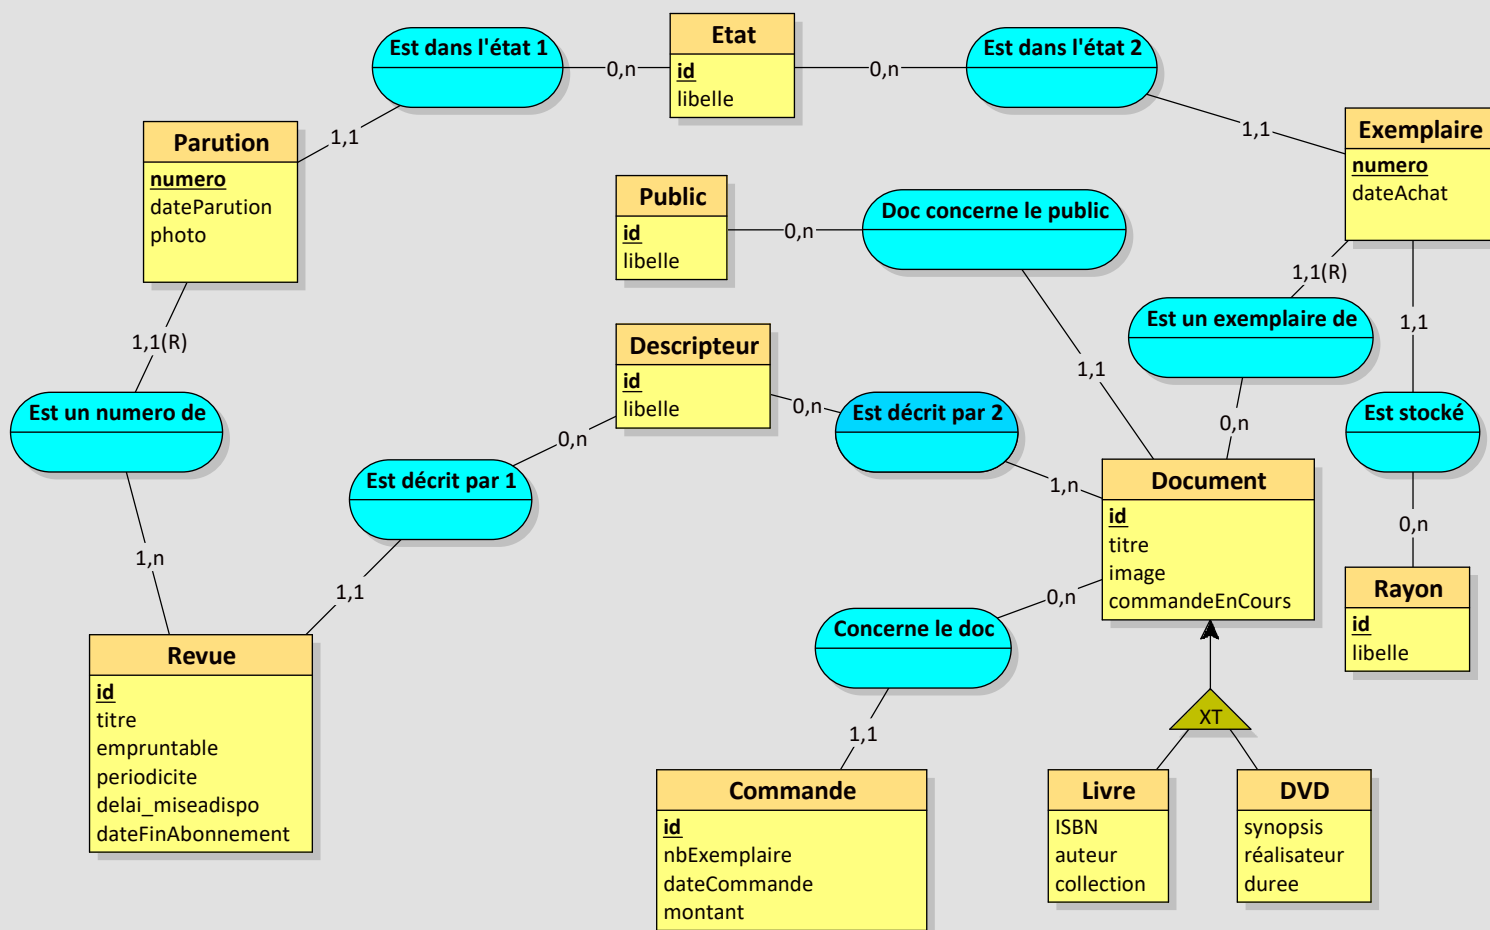 Est dans l'état 1
0,n
Etat
id
libelle
0,n
Est dans l'état 2
1,1
1,1
Parution
numero
dateParution
photo
Exemplaire
numero
dateAchat
Public
id
libelle
0,n
Doc concerne le public
1,1
1,1(R)
Est un exemplaire de
0,n
1,1
Est stocké
0,n
Rayon
id
libelle
1,1(R)
Est un numero de
1,n
Descripteur
id
libelle
0,n
Est décrit par 2
1,n
0,n
Est décrit par 1
1,1
Document
id
titre
image
commandeEnCours
0,n
Concerne le doc
1,1
Revue
id
titre
empruntable
periodicite
delai_miseadispo
dateFinAbonnement
XT
Commande
id
nbExemplaire
dateCommande
montant
Livre
ISBN
auteur
collection
DVD
synopsis
réalisateur
duree